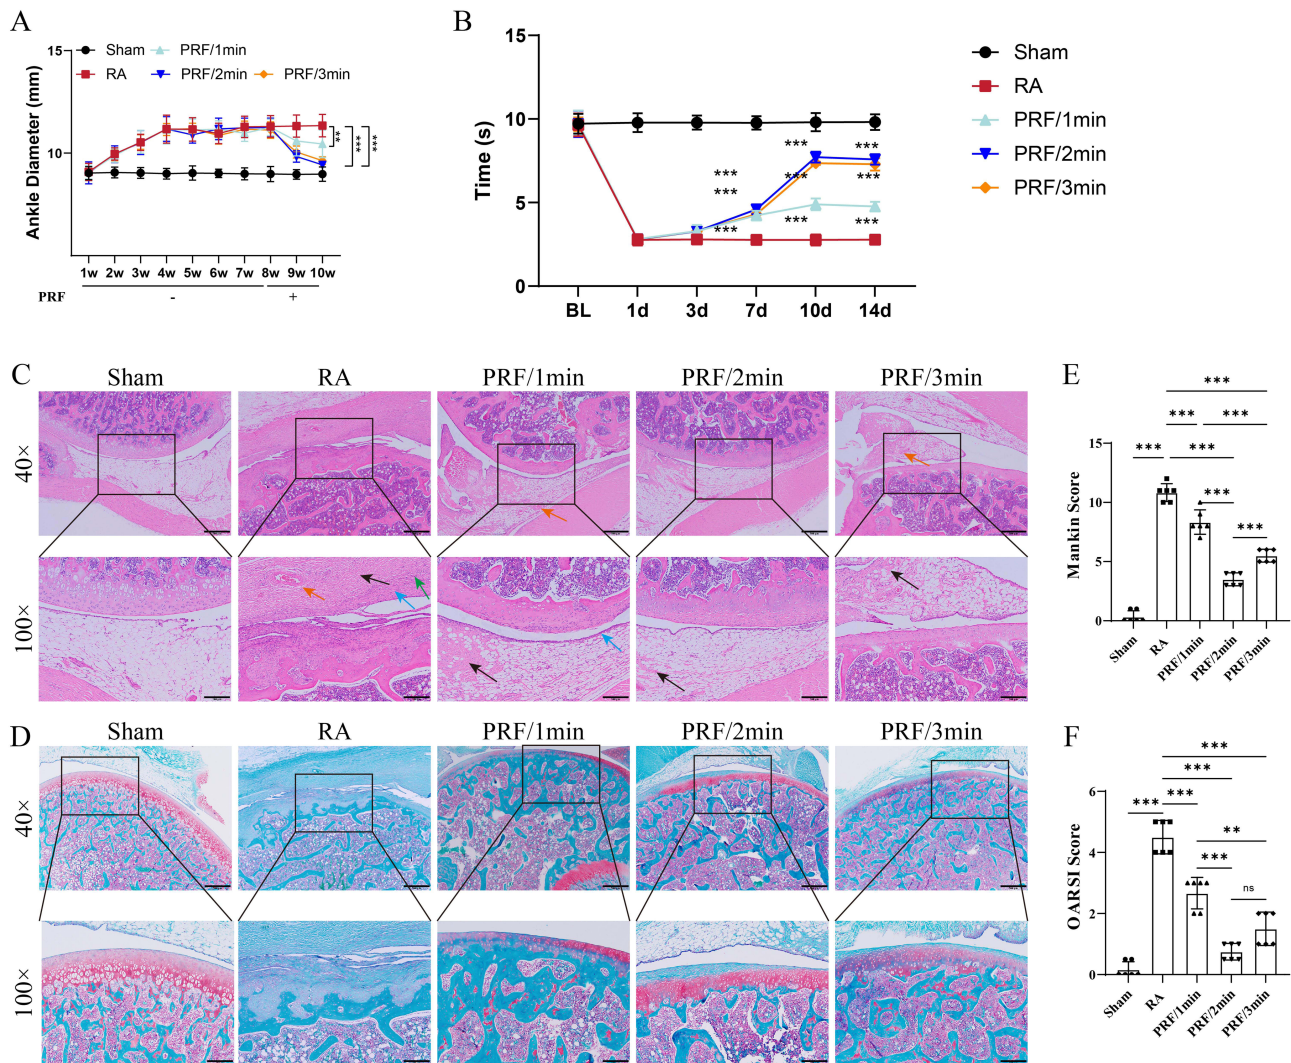 A
Sham PRF/1min
RA PRF/2min PRF/3min
Ankle Diameter (mm)
15
10
** *** ***
1w 2w 3w 4w 5w 6w 7w 8w 9w 10w
PRF - +
B
Time (s)
15
10
5
0
*** *** *** *** *** *** *** *** ***
BL 1d 3d 7d 10d 14d
Sham
RA
PRF/1min
PRF/2min
PRF/3min
C
Sham RA PRF/1min PRF/2min PRF/3min
40×
100×
D
Sham RA PRF/1min PRF/2min PRF/3min
40×
100×
E
Mankin Score
***
*** ***
*** ***
***
***
15
10
5
0
Sham RA PRF/1min PRF/2min PRF/3min
F
OARSI Score
***
***
*** ***
**
***
ns
6
4
2
0
Sham RA PRF/1min PRF/2min PRF/3min